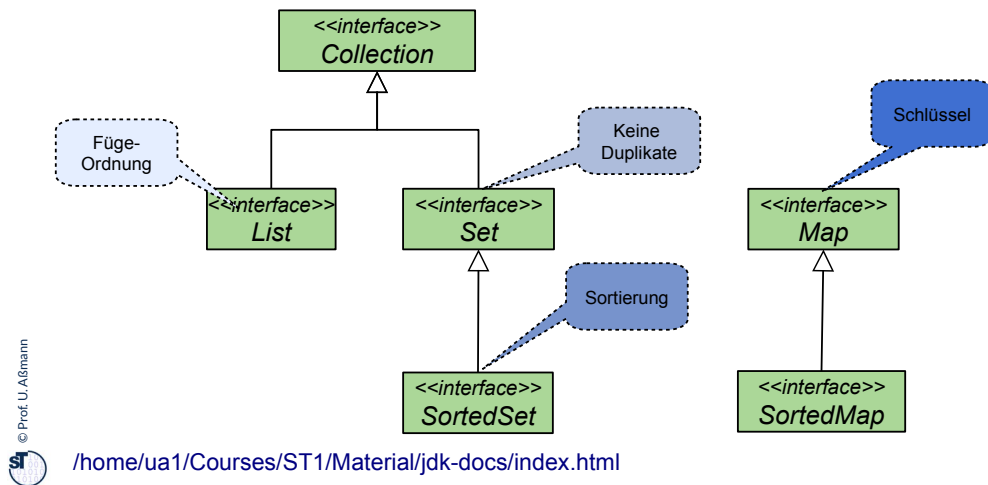 <<interface>>
Collection
Füge-
Ordnung
Keine
Duplikate
Schlüssel
<<interface>>
List
<<interface>>
Set
<<interface>>
Map
Sortierung
<<interface>>
SortedSet
<<interface>>
SortedMap
© Prof. U. Aßmann
ST
/home/ua1/Courses/ST1/Material/jdk-docs/index.html